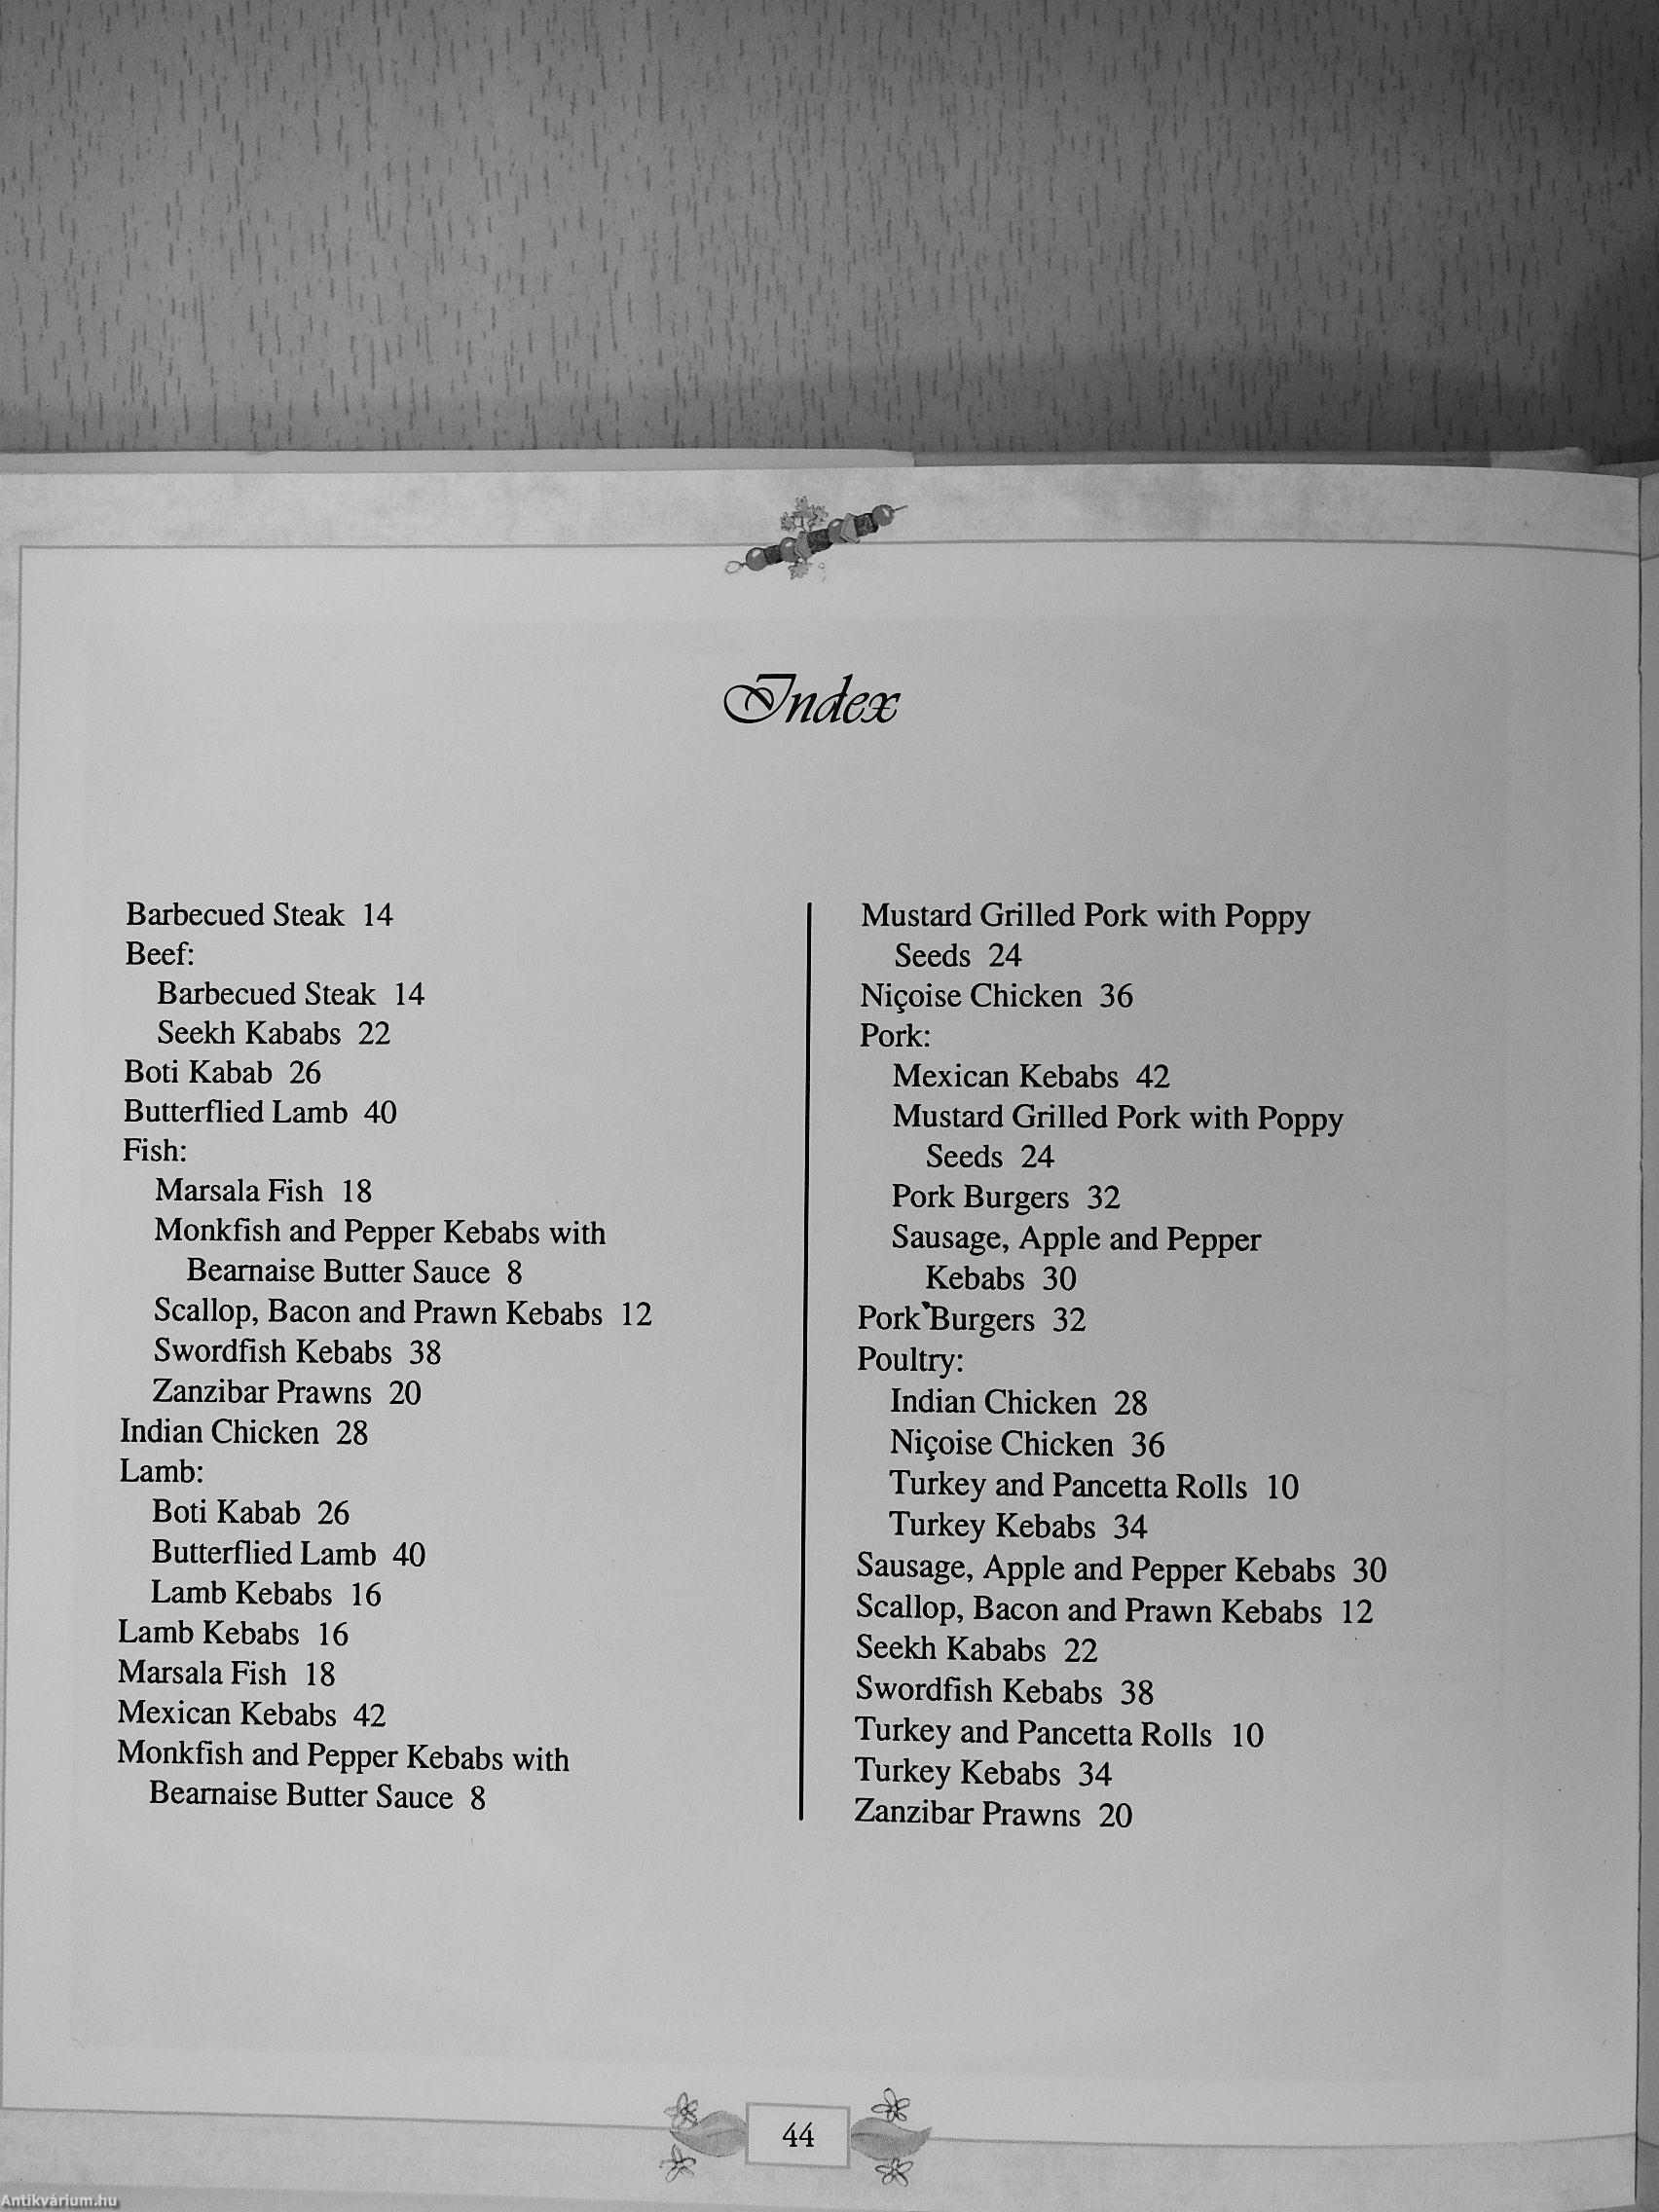 Index
Barbecued Steak 14
Beef:
Barbecued Steak 14
Seekh Kababs 22
Boti Kabab 26
Butterflied Lamb 40
Fish:
Marsala Fish 18
Monkfish and Pepper Kebabs with
Bearnaise Butter Sauce 8
Scallop, Bacon and Prawn Kebabs 12
Swordfish Kebabs 38
Zanzibar Prawns 20
Indian Chicken 28
Lamb:
Boti Kabab 26
Butterflied Lamb 40
Lamb Kebabs 16
Lamb Kebabs 16
Marsala Fish 18
Mexican Kebabs 42
Monkfish and Pepper Kebabs with
Bearnaise Butter Sauce 8
Mustard Grilled Pork with Poppy
Seeds 24
Niçoise Chicken 36
Pork:
Mexican Kebabs 42
Mustard Grilled Pork with Poppy
Seeds 24
Pork Burgers 32
Sausage, Apple and Pepper
Kebabs 30
Pork Burgers 32
Poultry:
Indian Chicken 28
Niçoise Chicken 36
Turkey and Pancetta Rolls 10
Turkey Kebabs 34
Sausage, Apple and Pepper Kebabs 30
Scallop, Bacon and Prawn Kebabs 12
Seekh Kababs 22
Swordfish Kebabs 38
Turkey and Pancetta Rolls 10
Turkey Kebabs 34
Zanzibar Prawns 20
44
Antikvárium.hu